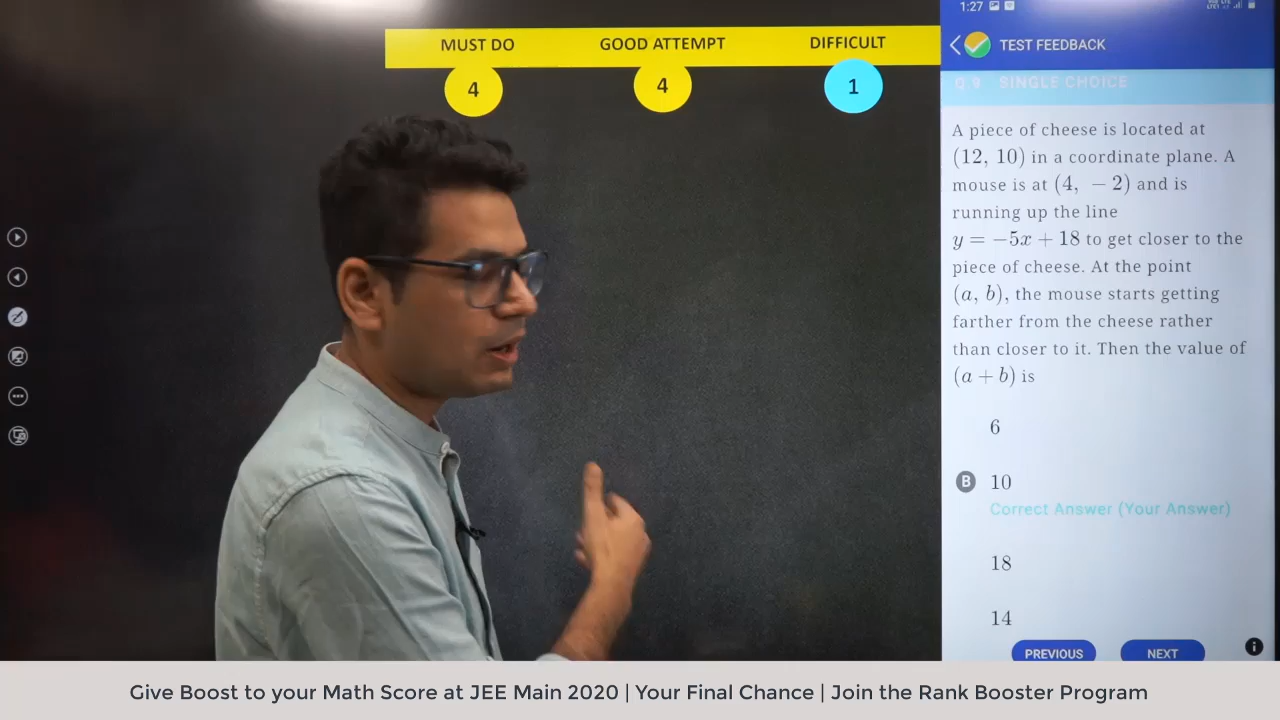 MUST DO
GOOD ATTEMPT
DIFFICULT
4
4
1
1:27
TEST FEEDBACK
Q.9 SINGLE CHOICE
A piece of cheese is located at
(12, 10) in a coordinate plane. A
mouse is at (4, −2) and is
running up the line
y = −5x + 18 to get closer to the
piece of cheese. At the point
(a, b), the mouse starts getting
farther from the cheese rather
than closer to it. Then the value of
(a + b) is
6
B 10
Correct Answer (Your Answer)
18
14
PREVIOUS
NEXT
Give Boost to your Math Score at JEE Main 2020 | Your Final Chance | Join the Rank Booster Program